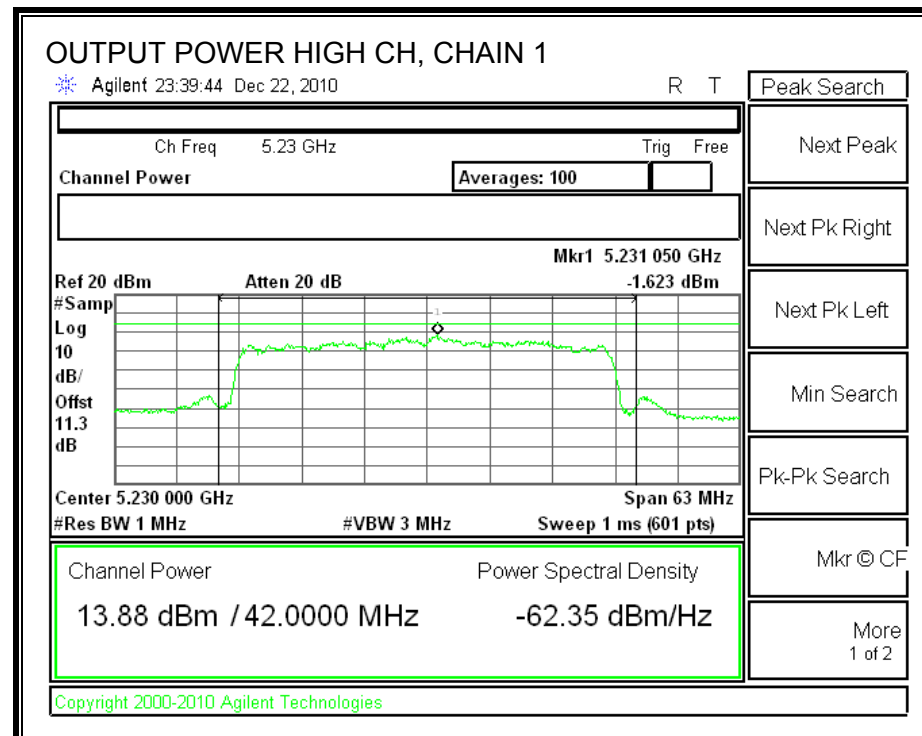 OUTPUT POWER HIGH CH, CHAIN 1
Agilent 23:39:44 Dec 22, 2010 R T
Peak Search
Ch Freq 5.23 GHz Trig Free
Channel Power Averages: 100
Mkr1 5.231 050 GHz
Ref 20 dBm Atten 20 dB -1.623 dBm
#Samp
Log
10
dB/
Offst
11.3
dB
1
Center 5.230 000 GHz Span 63 MHz
#Res BW 1 MHz #VBW 3 MHz Sweep 1 ms (601 pts)
Channel Power Power Spectral Density
13.88 dBm / 42.0000 MHz -62.35 dBm/Hz
Next Peak
Next Pk Right
Next Pk Left
Min Search
Pk-Pk Search
Mkr © CF
More
1 of 2
Copyright 2000-2010 Agilent Technologies